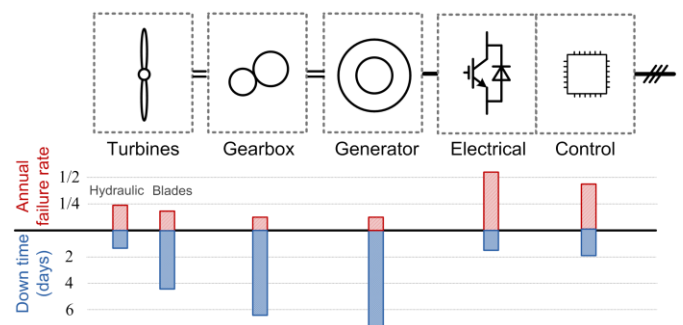 Turbines Gearbox Generator Electrical Control
Annual
failure rate
1/2
Hydraulic Blades
1/4
Down time
(days)
2
4
6